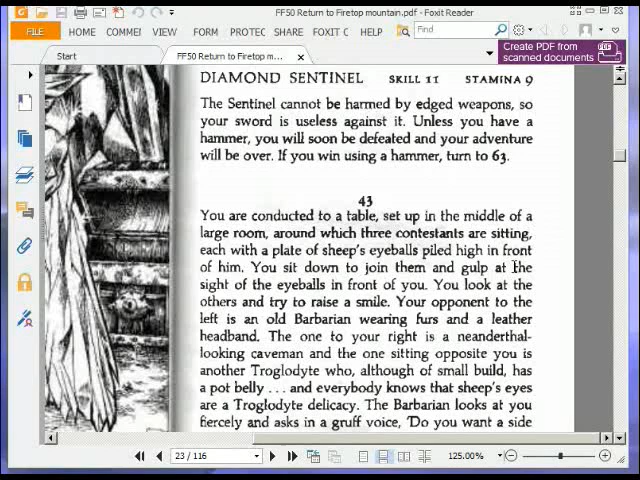 FF50 Return to Firetop mountain.pdf - Foxit Reader
FILE HOME COMMEN VIEW FORM PROTEC SHARE FOXIT C HELP Find
Start FF50 Return to Firetop m... Create PDF from
scanned documents
DIAMOND SENTINEL SKILL 11 STAMINA 9
The Sentinel cannot be harmed by edged weapons, so
your sword is useless against it. Unless you have a
hammer, you will soon be defeated and your adventure
will be over. If you win using a hammer, turn to 63.
43
You are conducted to a table, set up in the middle of a
large room, around which three contestants are sitting,
each with a plate of sheep's eyeballs piled high in front
of him. You sit down to join them and gulp at the
sight of the eyeballs in front of you. You look at the
others and try to raise a smile. Your opponent to the
left is an old Barbarian wearing furs and a leather
headband. The one to your right is a neanderthal-
looking caveman and the one sitting opposite you is
another Troglodyte who, although of small build, has
a pot belly . . . and everybody knows that sheep's eyes
are a Troglodyte delicacy. The Barbarian looks at you
fiercely and asks in a gruff voice, 'Do you want a side
23 / 116 125.00%